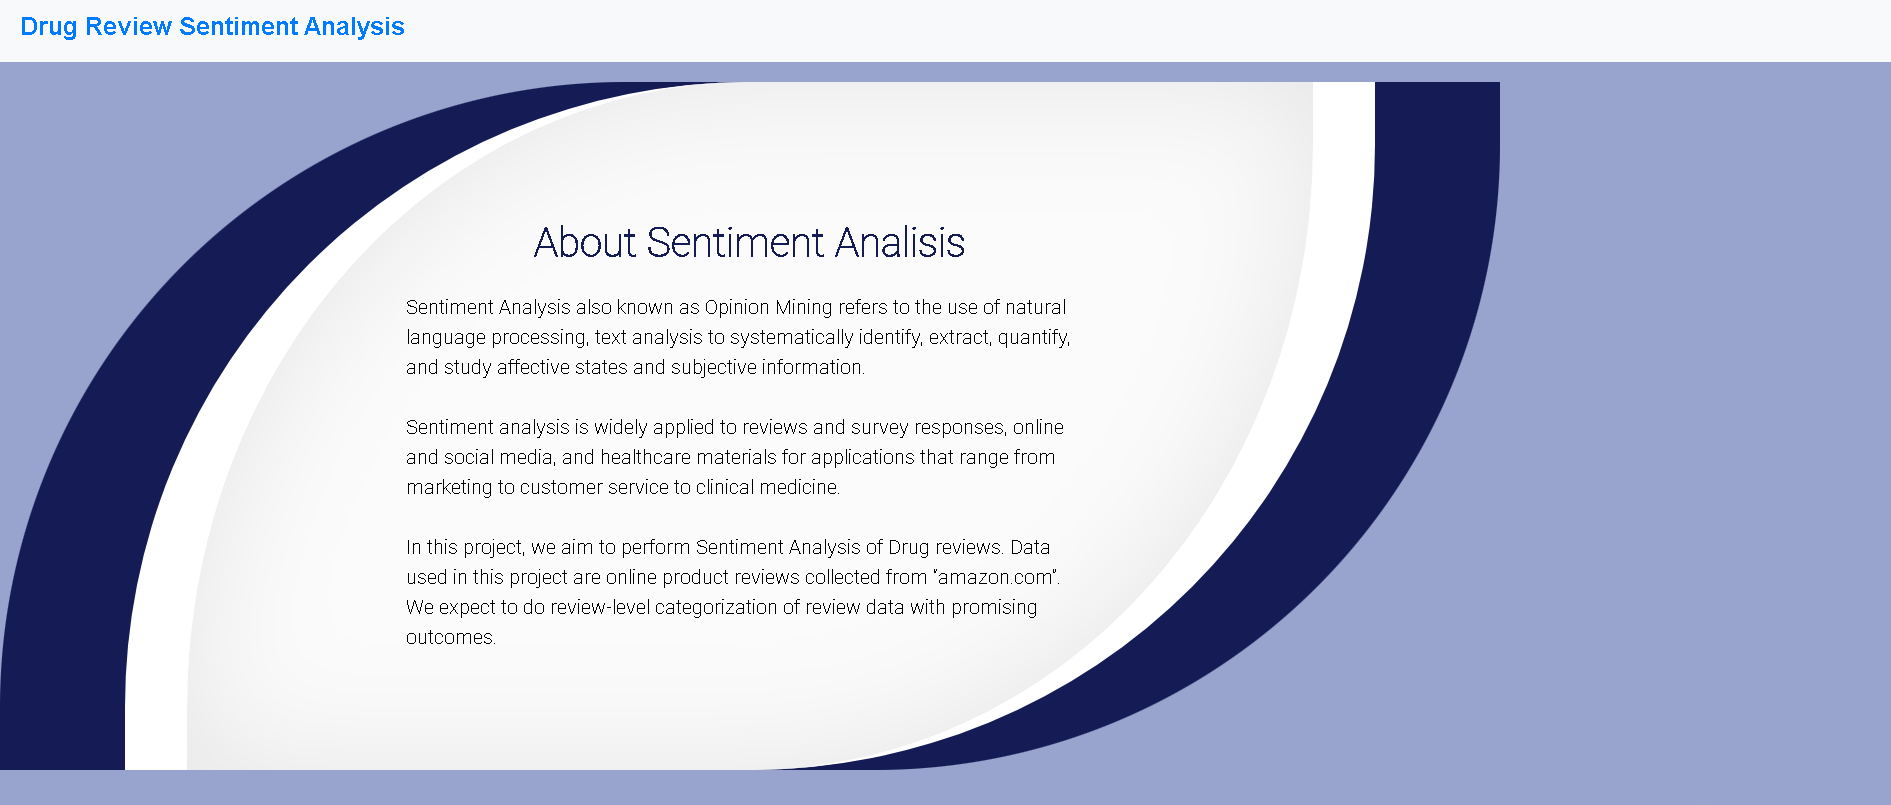 Drug Review Sentiment Analysis
About Sentiment Analisis
Sentiment Analysis also known as Opinion Mining refers to the use of natural
language processing, text analysis to systematically identify, extract, quantify,
and study affective states and subjective information.
Sentiment analysis is widely applied to reviews and survey responses, online
and social media, and healthcare materials for applications that range from
marketing to customer service to clinical medicine.
In this project, we aim to perform Sentiment Analysis of Drug reviews. Data
used in this project are online product reviews collected from “amazon.com”.
We expect to do review-level categorization of review data with promising
outcomes.